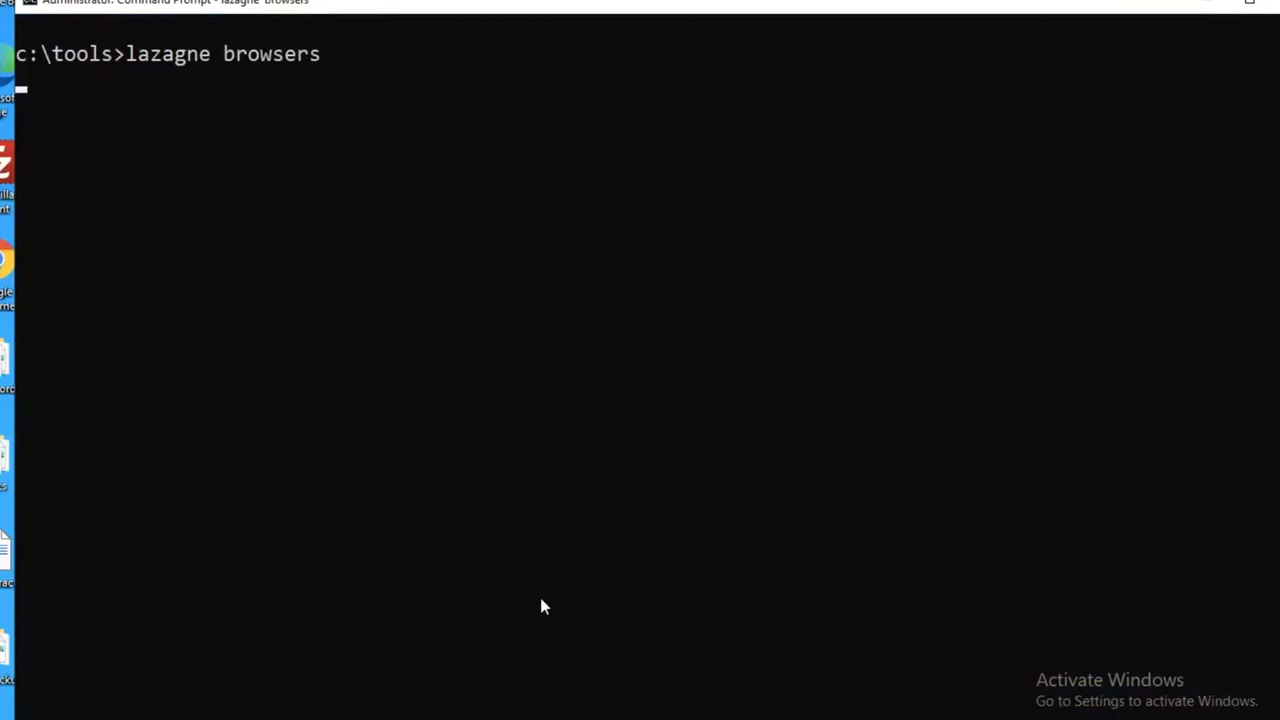 Administrator: Command Prompt - lazagne browsers
c:\tools>lazagne browsers
Activate Windows
Go to Settings to activate Windows.